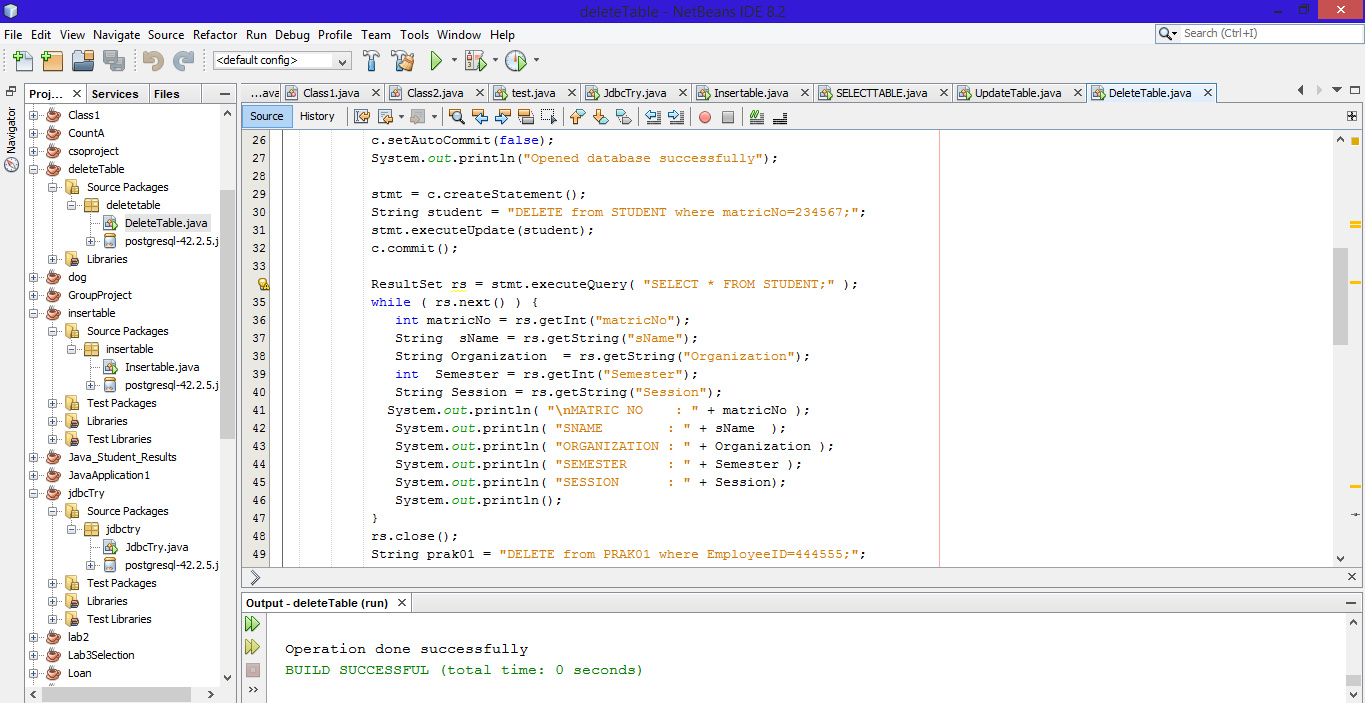 deleteTable - NetBeans IDE 8.2
File Edit View Navigate Source Refactor Run Debug Profile Team Tools Window Help
Search (Ctrl+I)
<default config>
Proj... Services Files
...ava Class1.java Class2.java test.java JdbcTry.java Insertable.java SELECTTABLE.java UpdateTable.java DeleteTable.java
Source History
Navigator
Class1
CountA
csoproject
deleteTable
Source Packages
deletetable
DeleteTable.java
postgresql-42.2.5.j
Libraries
dog
GroupProject
insertable
Source Packages
insertable
Insertable.java
postgresql-42.2.5.j
Test Packages
Libraries
Test Libraries
Java_Student_Results
JavaApplication1
jdbcTry
Source Packages
jdbctry
JdbcTry.java
postgresql-42.2.5.j
Test Packages
Libraries
Test Libraries
lab2
Lab3Selection
Loan
26 c.setAutoCommit(false);
27 System.out.println("Opened database successfully");
28
29 stmt = c.createStatement();
30 String student = "DELETE from STUDENT where matricNo=234567;";
31 stmt.executeUpdate(student);
32 c.commit();
33
ResultSet rs = stmt.executeQuery( "SELECT * FROM STUDENT;" );
35 while ( rs.next() ) {
36 int matricNo = rs.getInt("matricNo");
37 String  sName = rs.getString("sName");
38 String Organization  = rs.getString("Organization");
39 int  Semester = rs.getInt("Semester");
40 String Session = rs.getString("Session");
41 System.out.println( "\nMATRIC NO    : " + matricNo );
42 System.out.println( "SNAME        : " + sName  );
43 System.out.println( "ORGANIZATION : " + Organization );
44 System.out.println( "SEMESTER     : " + Semester );
45 System.out.println( "SESSION      : " + Session);
46 System.out.println();
47 }
48 rs.close();
49 String prak01 = "DELETE from PRAK01 where EmployeeID=444555;";
Output - deleteTable (run)
Operation done successfully
BUILD SUCCESSFUL (total time: 0 seconds)